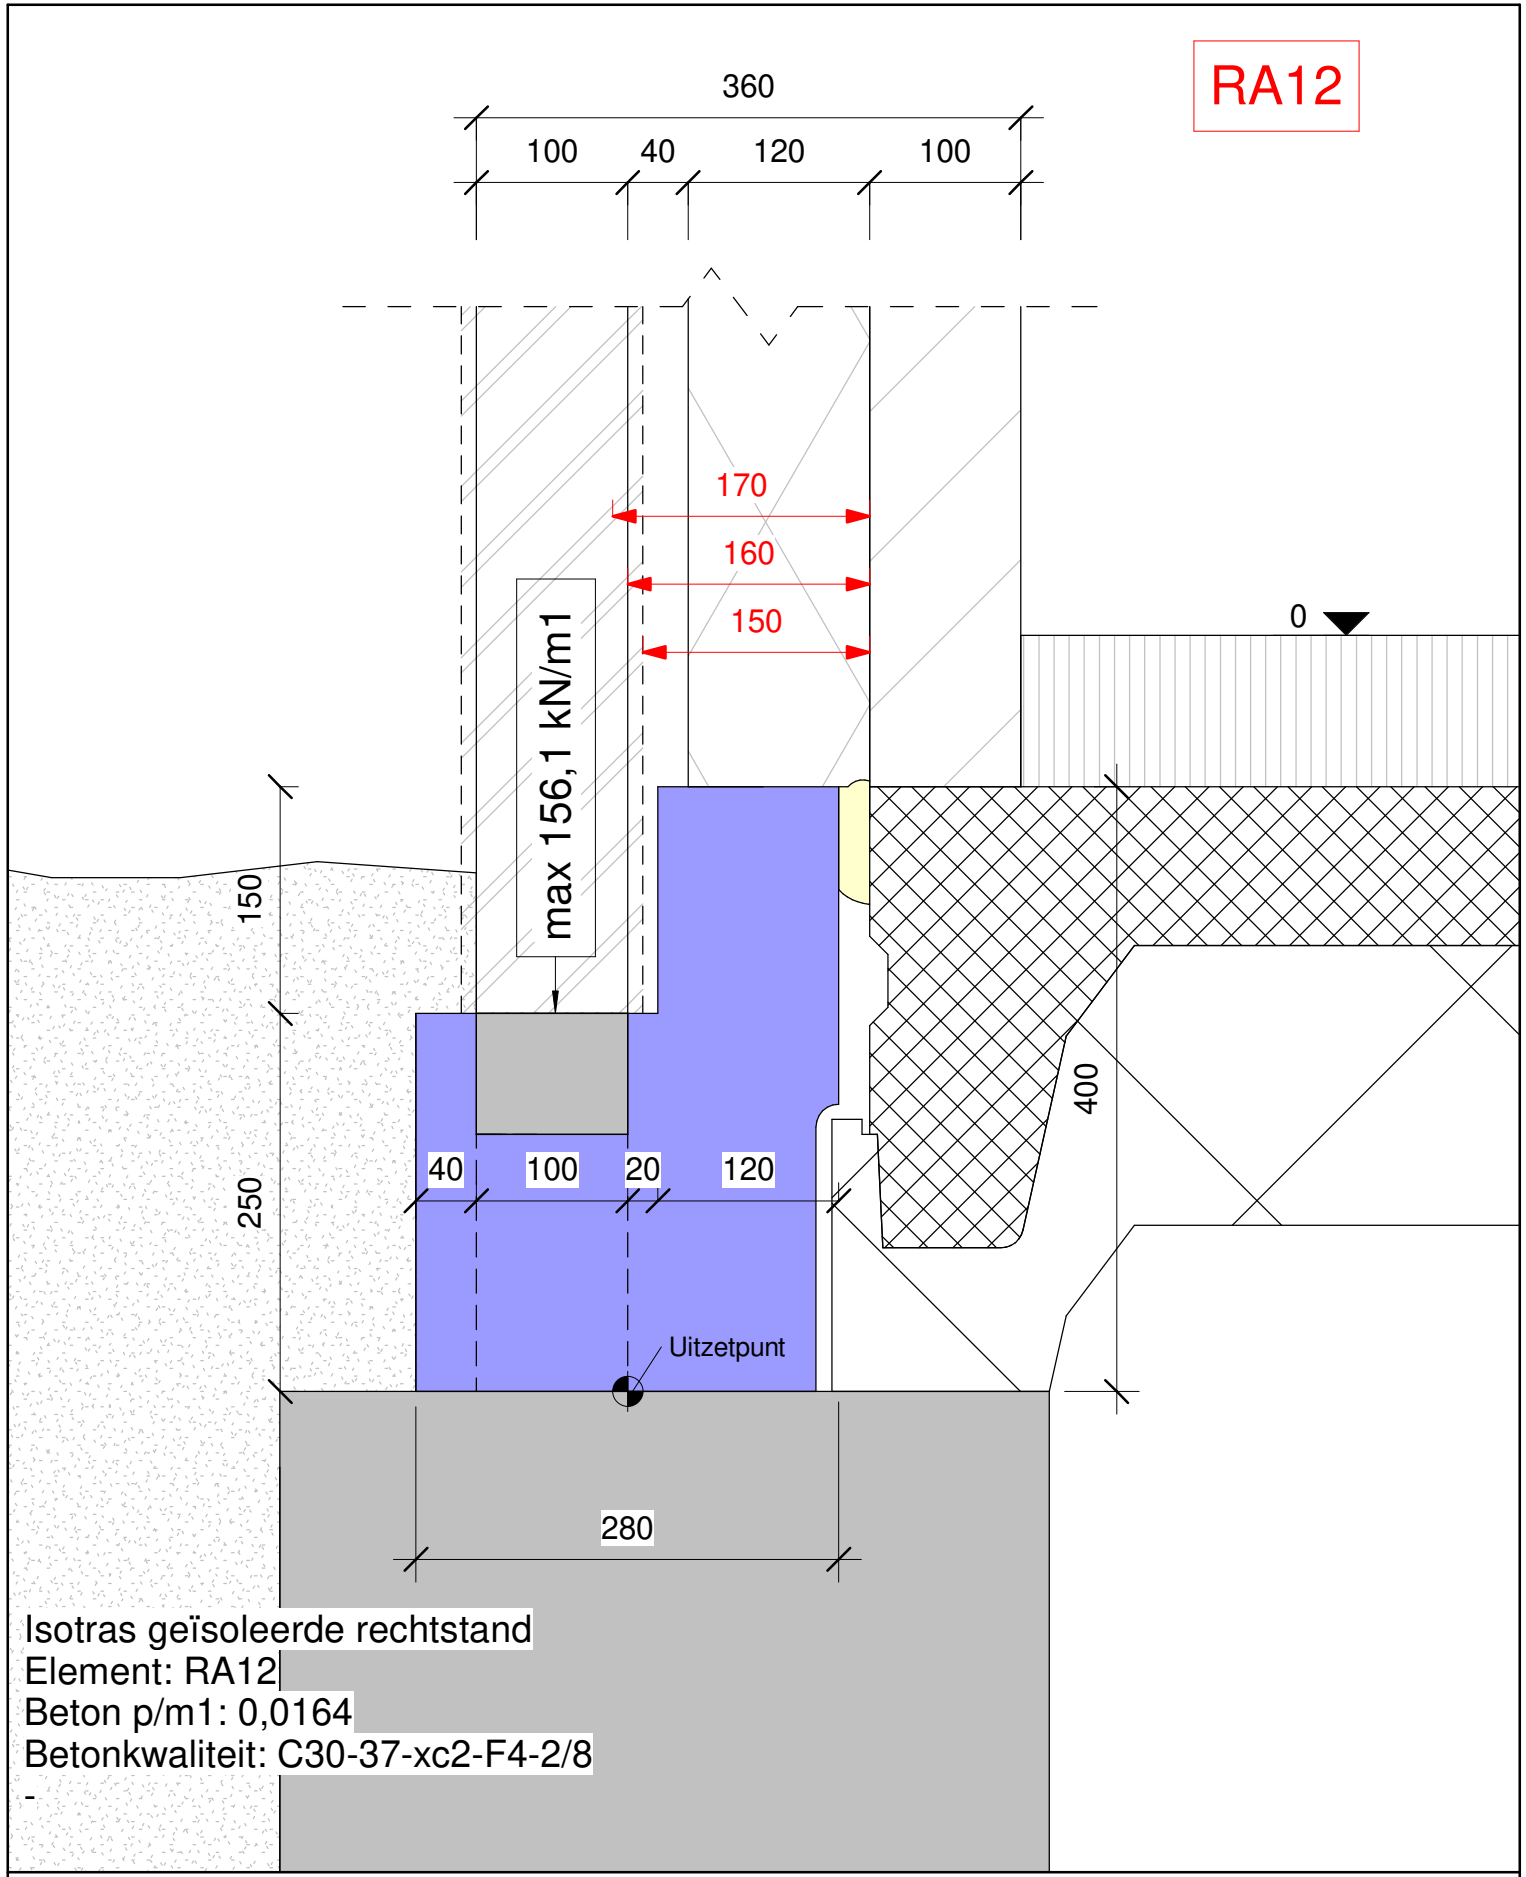 RA12
360
100 40 120 100
170
160
150
max 156,1 kN/m1
0
150
400
40 100 20 120
250
Uitzetpunt
280
Isotras geïsoleerde rechtstand
Element: RA12
Beton p/m1: 0,0164
Betonkwaliteit: C30-37-xc2-F4-2/8
-